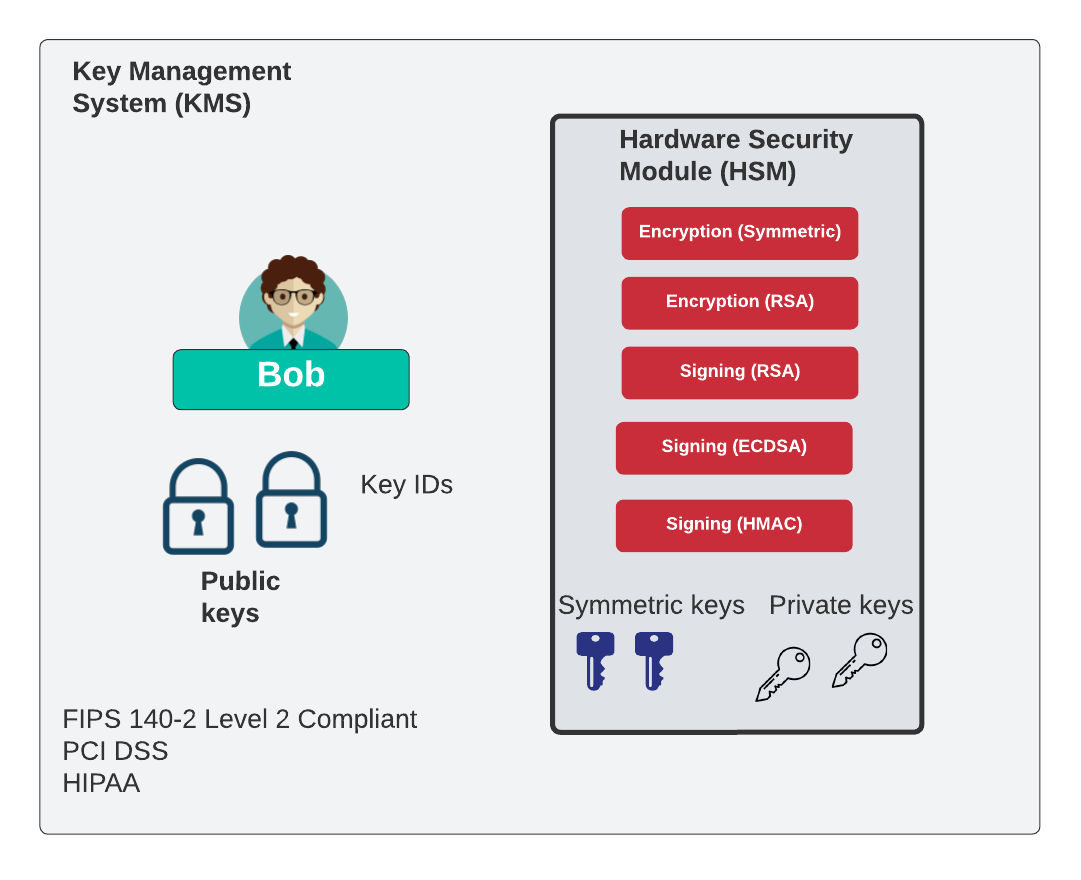 Key Management
System (KMS)
Hardware Security
Module (HSM)
Encryption (Symmetric)
Encryption (RSA)
Signing (RSA)
Signing (ECDSA)
Signing (HMAC)
Symmetric keys
Private keys
Bob
Key IDs
Public
keys
FIPS 140-2 Level 2 Compliant
PCI DSS
HIPAA